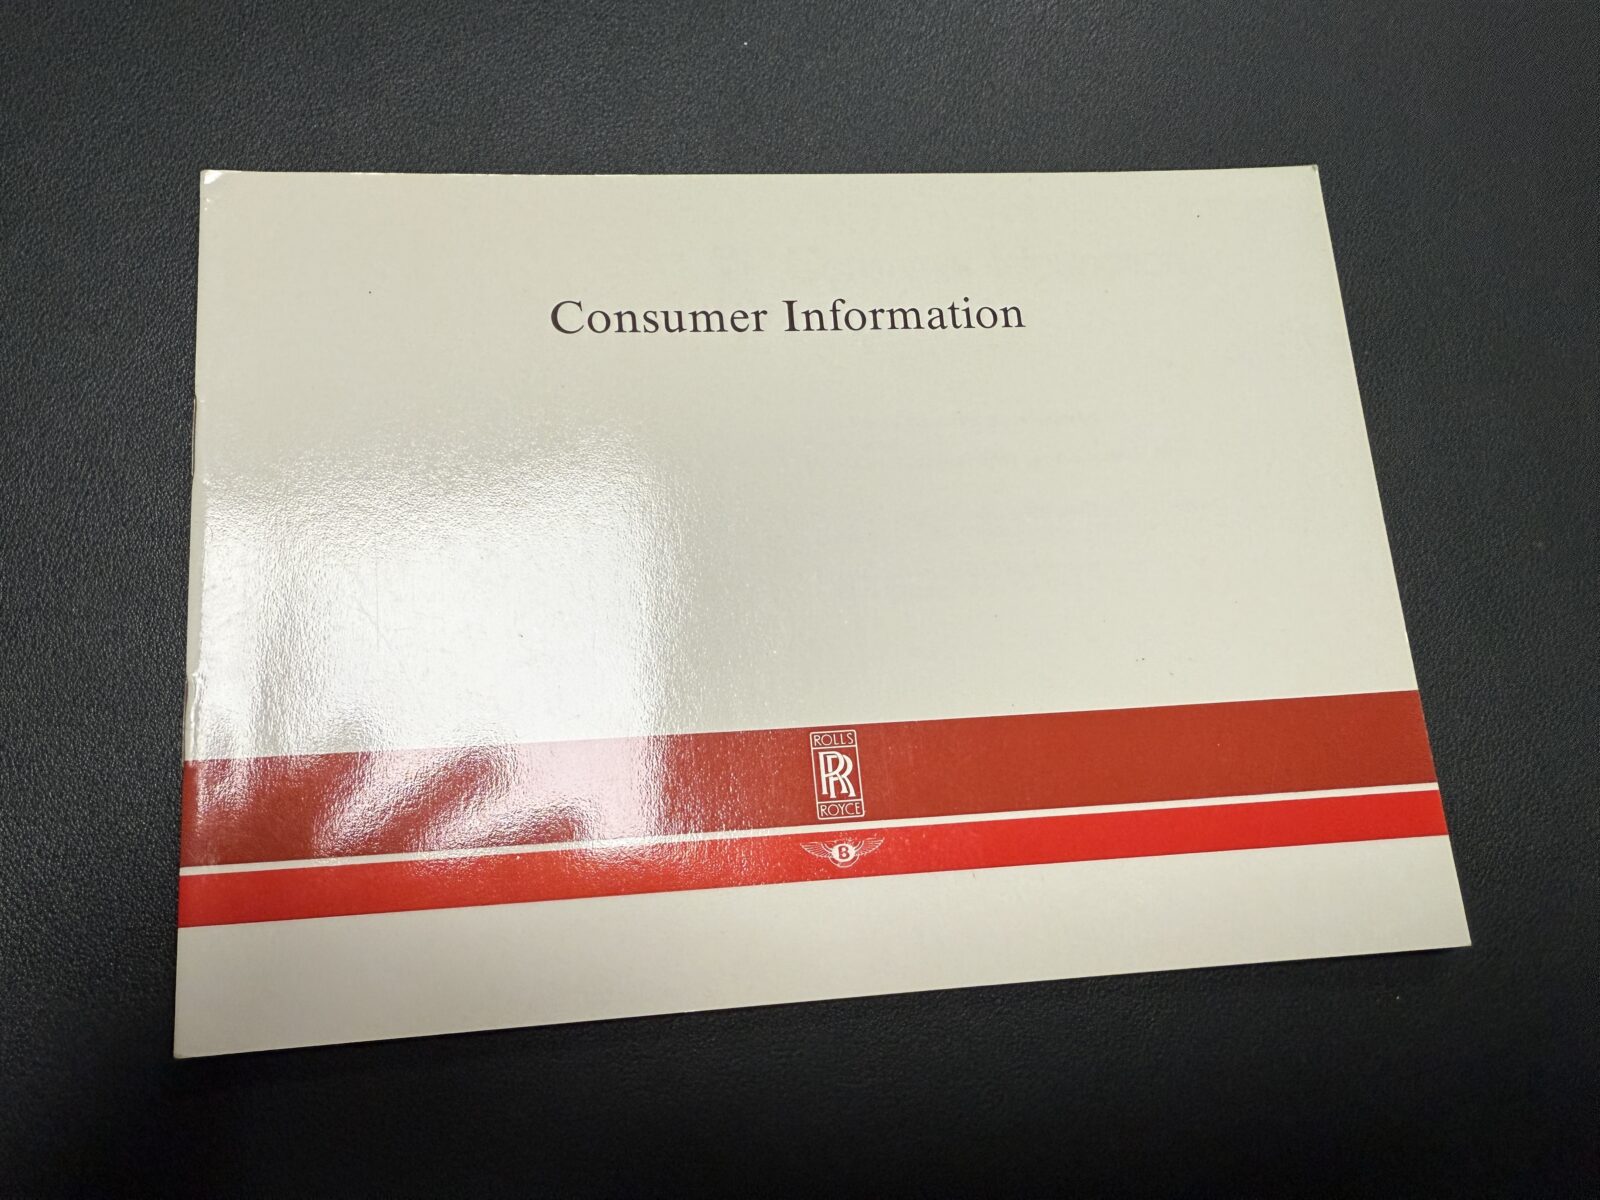 Consumer Information
ROLLS
RR
ROYCE
B